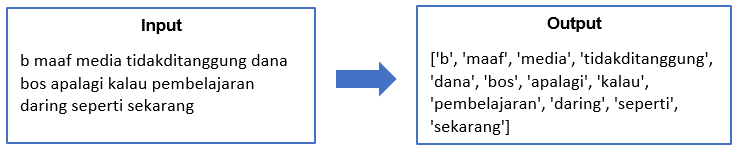 Input
b maaf media tidakditanggung dana
bos apalagi kalau pembelajaran
daring seperti sekarang
Output
['b', 'maaf', 'media', 'tidakditanggung',
'dana', 'bos', 'apalagi', 'kalau',
'pembelajaran', 'daring', 'seperti',
'sekarang']